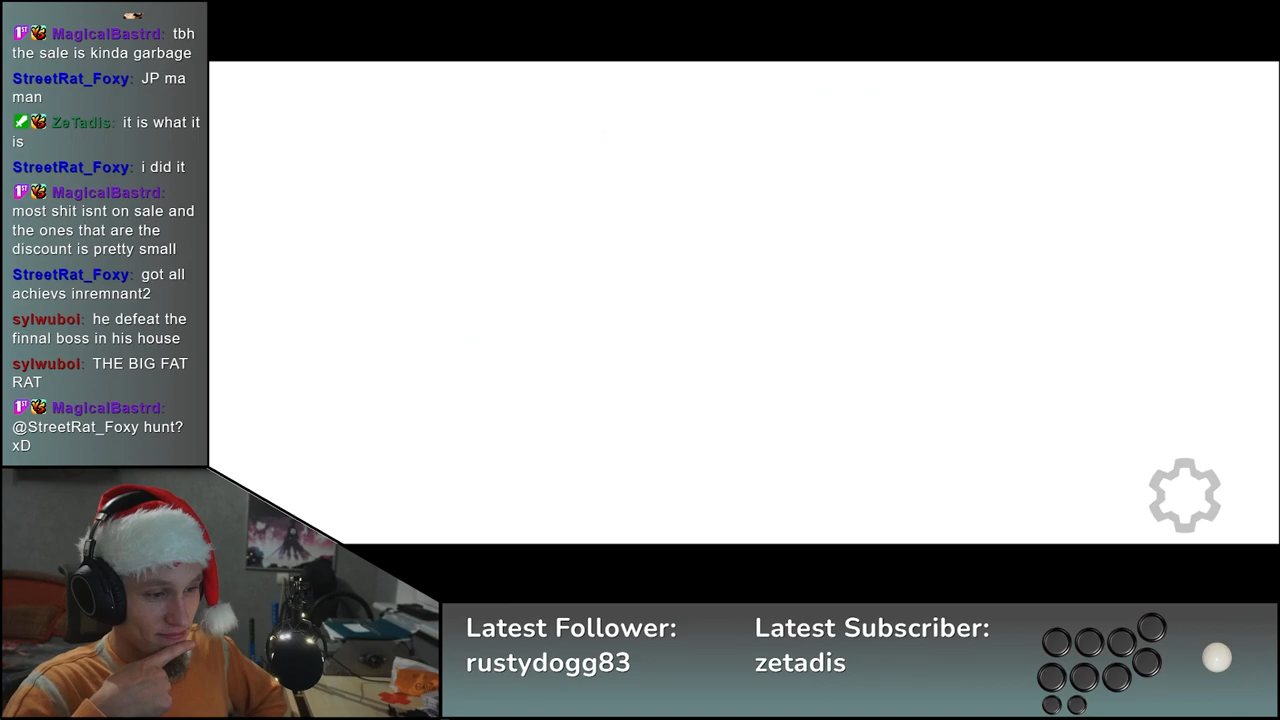 MagicalBastrd: tbh
the sale is kinda garbage
StreetRat_Foxy: JP ma
man
ZeTadis: it is what it
is
StreetRat_Foxy: i did it
MagicalBastrd:
most shit isnt on sale and
the ones that are the
discount is pretty small
StreetRat_Foxy: got all
achievs inremnant2
sylwuboi: he defeat the
finnal boss in his house
sylwuboi: THE BIG FAT
RAT
MagicalBastrd:
@StreetRat_Foxy hunt?
xD
Latest Follower:
rustydogg83
Latest Subscriber:
zetadis